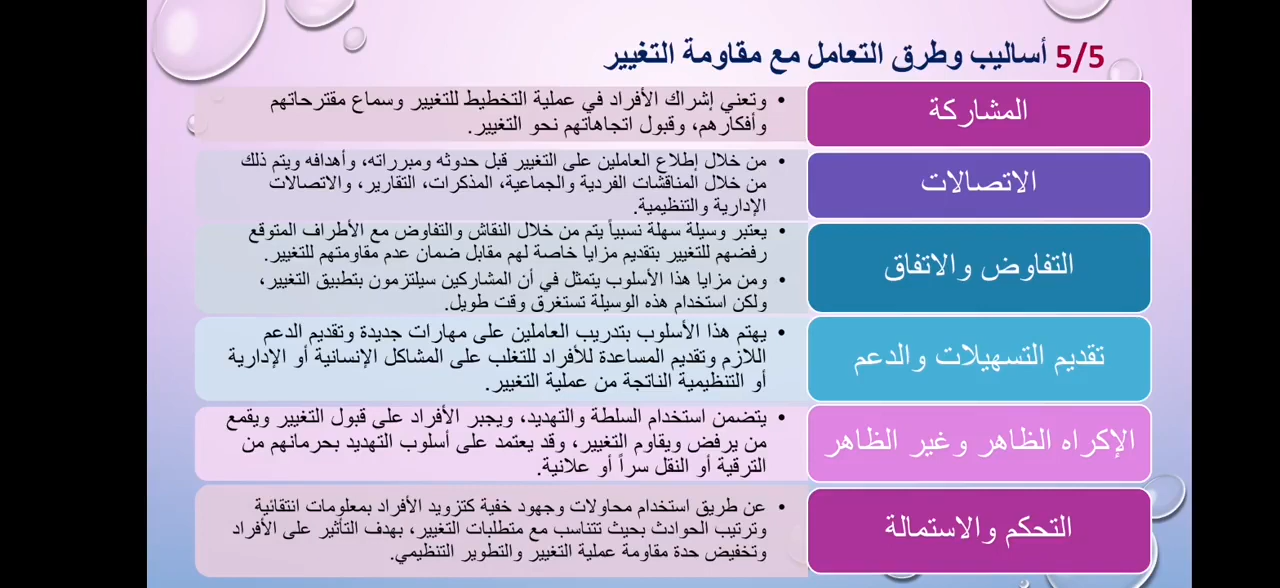 5/5 أساليب وطرق التعامل مع مقاومة التغيير
المشاركة
• وتعني إشراك الأفراد في عملية التخطيط للتغيير وسماع مقترحاتهم
وأفكارهم، وقبول اتجاهاتهم نحو التغيير.
الاتصالات
• من خلال إطلاع العاملين على التغيير قبل حدوثه ومبرراته، وأهدافه ويتم ذلك
من خلال المناقشات الفردية والجماعية، المذكرات، التقارير، والاتصالات
الإدارية والتنظيمية.
التفاوض والاتفاق
• يعتبر وسيلة سهلة نسبياً يتم من خلال النقاش والتفاوض مع الأطراف المتوقع
رفضهم للتغيير بتقديم مزايا خاصة لهم مقابل ضمان عدم مقاومتهم للتغيير.
• ومن مزايا هذا الأسلوب يتمثل في أن المشاركين سيلتزمون بتطبيق التغيير،
ولكن استخدام هذه الوسيلة تستغرق وقت طويل.
تقديم التسهيلات والدعم
• يهتم هذا الأسلوب بتدريب العاملين على مهارات جديدة وتقديم الدعم
اللازم وتقديم المساعدة للأفراد للتغلب على المشاكل الإنسانية أو الإدارية
أو التنظيمية الناتجة من عملية التغيير.
الإكراه الظاهر وغير الظاهر
• يتضمن استخدام السلطة والتهديد، ويجبر الأفراد على قبول التغيير ويقمع
من يرفض ويقاوم التغيير، وقد يعتمد على أسلوب التهديد بحرمانهم من
الترقية أو النقل سراً أو علانية.
التحكم والاستمالة
• عن طريق استخدام محاولات وجهود خفية كتزويد الأفراد بمعلومات انتقائية
وترتيب الحوادث بحيث تتناسب مع متطلبات التغيير، بهدف التأثير على الأفراد
وتخفيض حدة مقاومة عملية التغيير والتطوير التنظيمي.